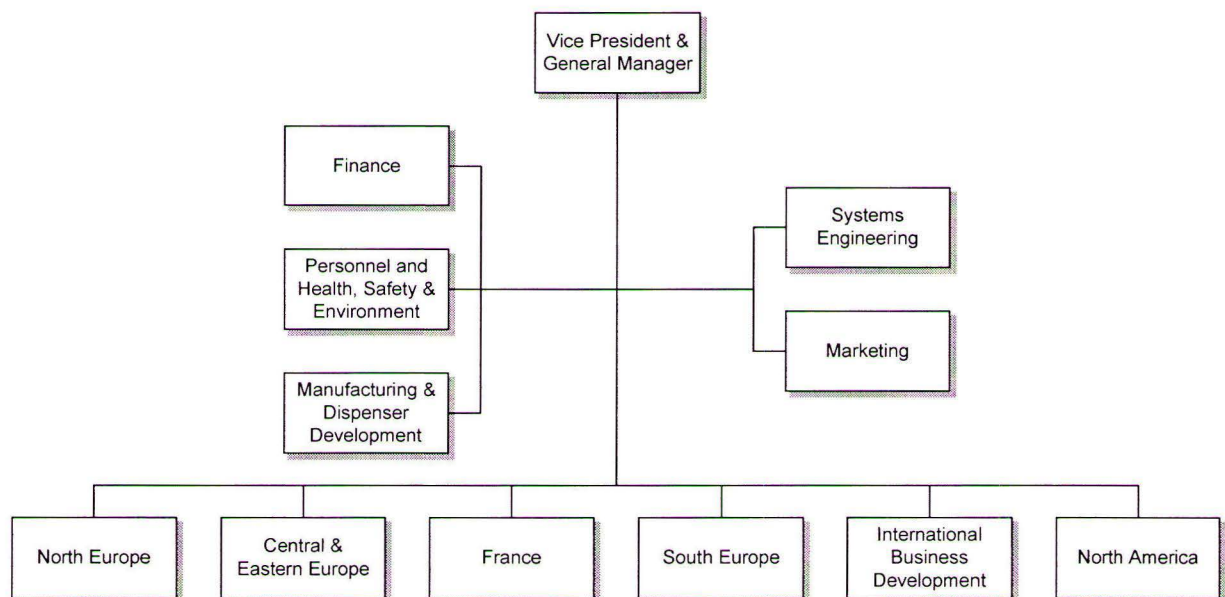 Vice President &
General Manager
Finance
Systems
Engineering
Personnel and
Health, Safety &
Environment
Marketing
Manufacturing &
Dispenser
Development
North Europe
Central &
Eastern Europe
France
South Europe
International
Business
Development
North America